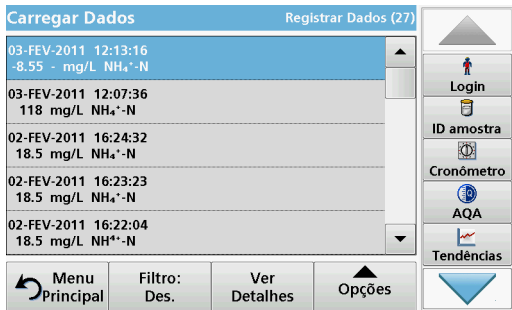 Carregar Dados
Registrar Dados (27)
03-FEV-2011 12:13:16
-8.55 - mg/L NH₄⁺-N
03-FEV-2011 12:07:36
118 mg/L NH₄⁺-N
02-FEV-2011 16:24:32
18.5 mg/L NH₄⁺-N
02-FEV-2011 16:23:23
18.5 mg/L NH₄⁺-N
02-FEV-2011 16:22:04
18.5 mg/L NH⁴⁺-N
Login
ID amostra
Cronômetro
AQA
Tendências
Menu
Principal
Filtro:
Des.
Ver
Detalhes
Opções